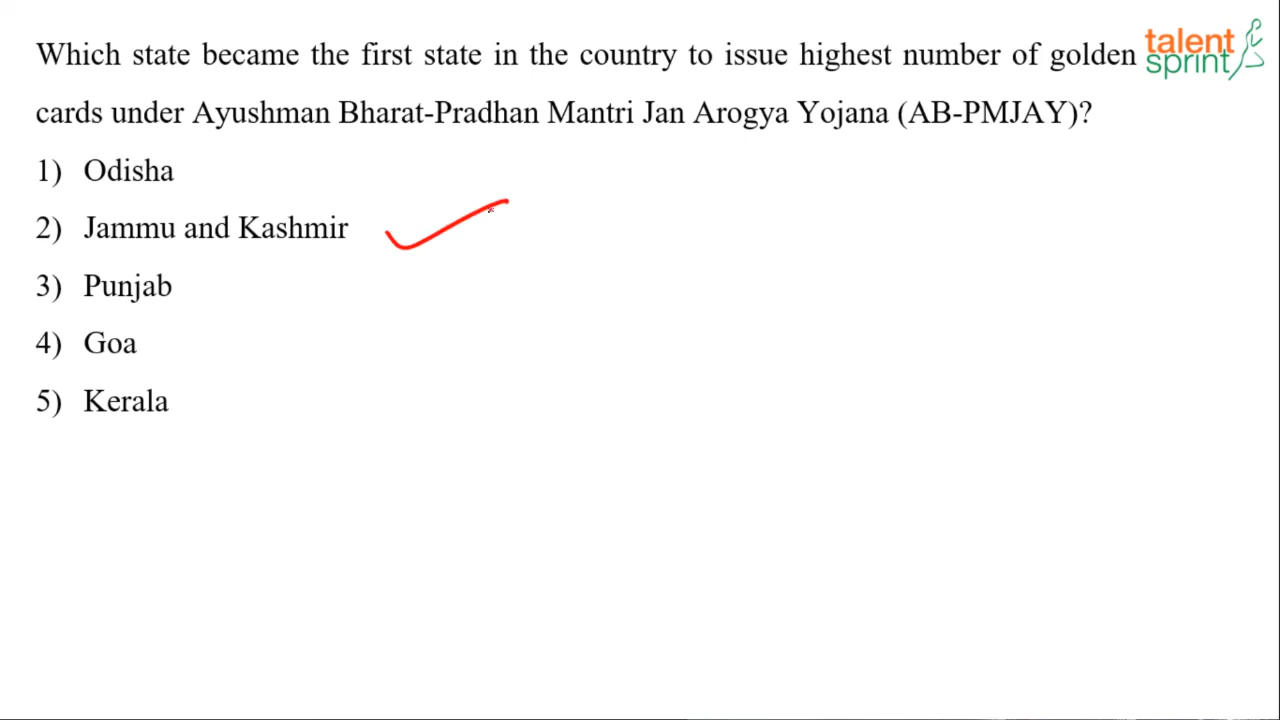 Which state became the first state in the country to issue highest number of golden
talent
sprint
cards under Ayushman Bharat-Pradhan Mantri Jan Arogya Yojana (AB-PMJAY)?
1) Odisha
2) Jammu and Kashmir
3) Punjab
4) Goa
5) Kerala